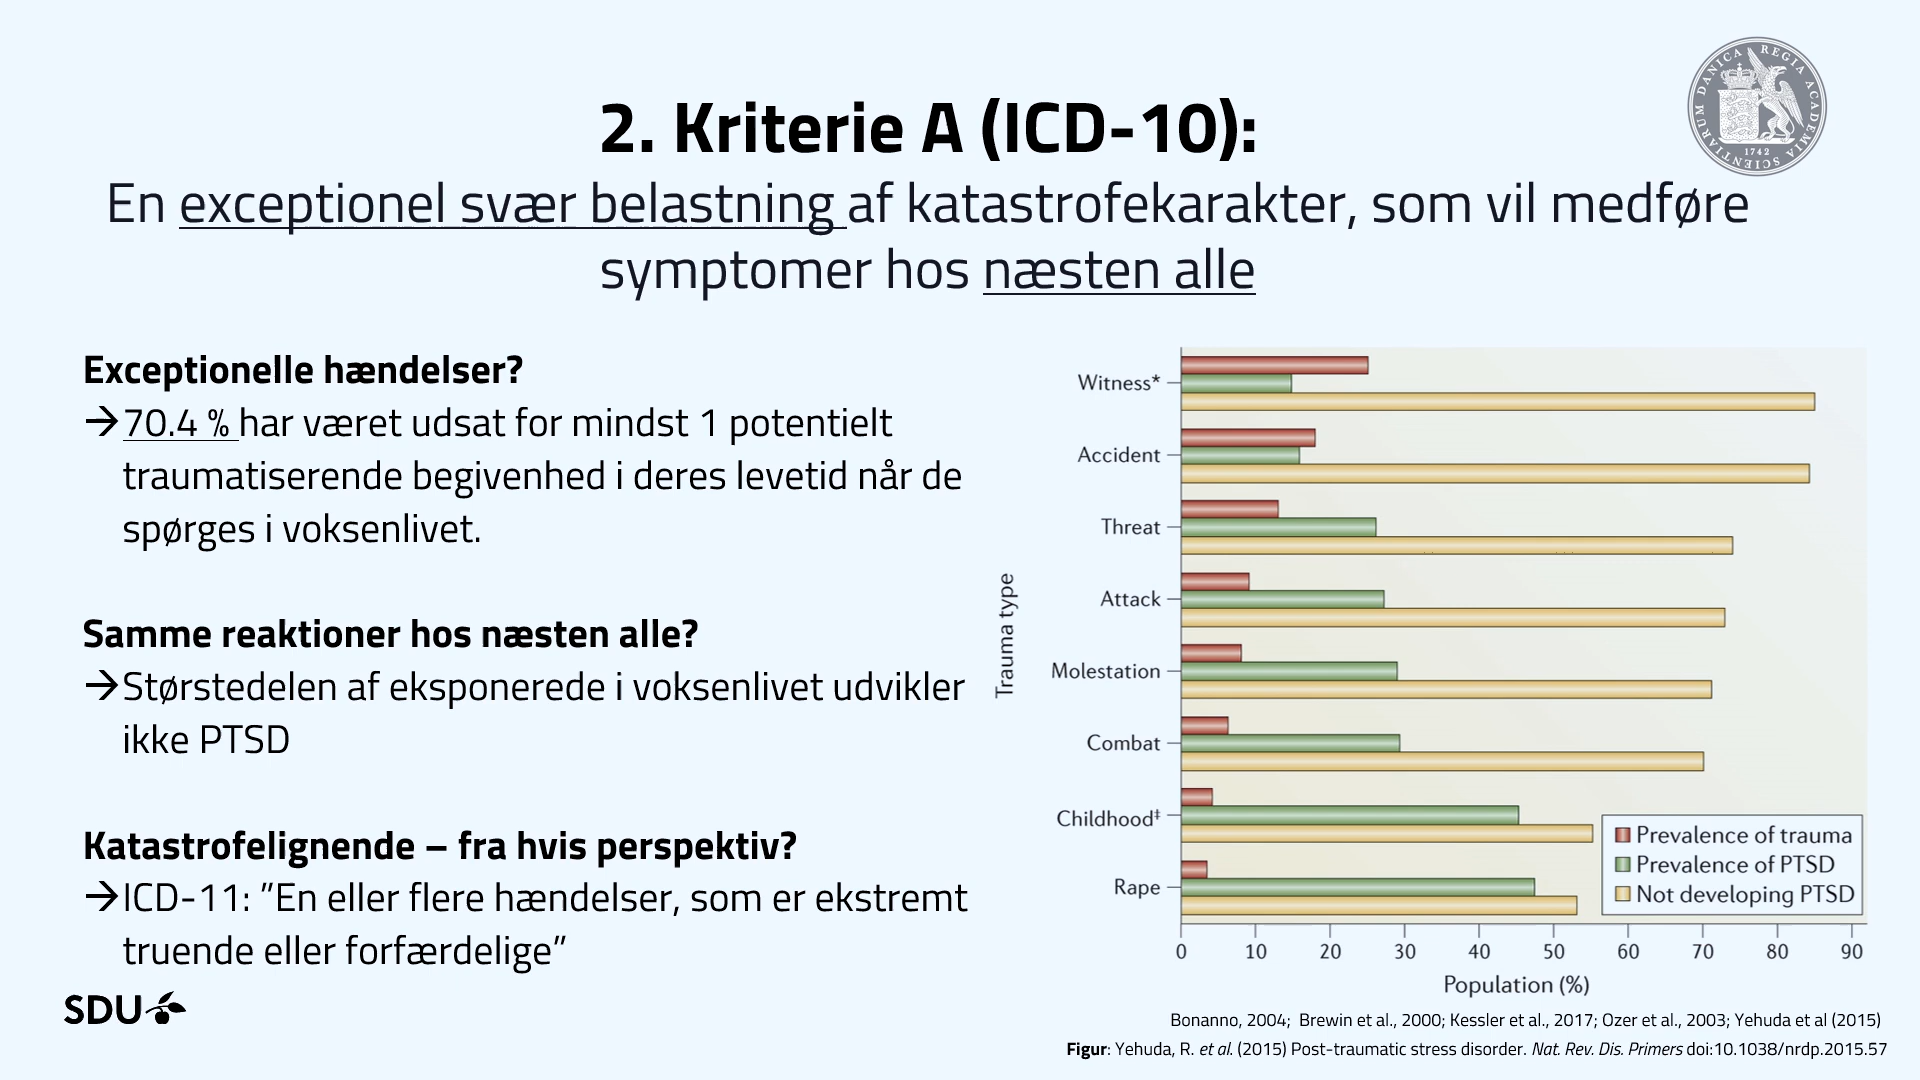 REGIA ACADEMIA SCIENTIARUM DANICA
1742
2. Kriterie A (ICD-10):
En exceptionel svær belastning af katastrofekarakter, som vil medføre
symptomer hos næsten alle
Exceptionelle hændelser?
→70.4 % har været udsat for mindst 1 potentielt
traumatiserende begivenhed i deres levetid når de
spørges i voksenlivet.
Samme reaktioner hos næsten alle?
→Størstedelen af eksponerede i voksenlivet udvikler
ikke PTSD
Katastrofelignende – fra hvis perspektiv?
→ICD-11: ”En eller flere hændelser, som er ekstremt
truende eller forfærdelige”
SDU
Trauma type
Witness*
Accident
Threat
Attack
Molestation
Combat
Childhood‡
Rape
Prevalence of trauma
Prevalence of PTSD
Not developing PTSD
0 10 20 30 40 50 60 70 80 90
Population (%)
Bonanno, 2004; Brewin et al., 2000; Kessler et al., 2017; Ozer et al., 2003; Yehuda et al (2015)
Figur: Yehuda, R. et al. (2015) Post-traumatic stress disorder. Nat. Rev. Dis. Primers doi:10.1038/nrdp.2015.57